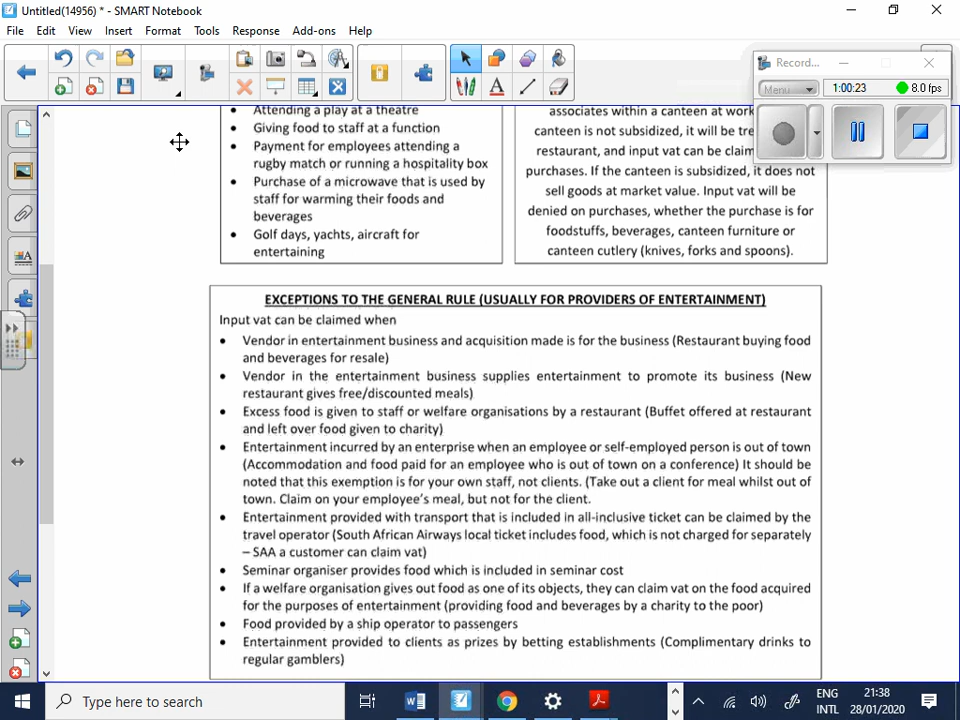 Untitled(14956) * - SMART Notebook
File Edit View Insert Format Tools Response Add-ons Help
Record...
Menu
1:00:23
8.0 fps
Attending a play at a theatre
Giving food to staff at a function
Payment for employees attending a
rugby match or running a hospitality box
Purchase of a microwave that is used by
staff for warming their foods and
beverages
Golf days, yachts, aircraft for
entertaining
associates within a canteen at
canteen is not subsidized, it will be
restaurant, and input vat can be
purchases. If the canteen is subsidized, it does not
sell goods at market value. Input vat will be
denied on purchases, whether the purchase is for
foodstuffs, beverages, canteen furniture or
canteen cutlery (knives, forks and spoons).
EXCEPTIONS TO THE GENERAL RULE (USUALLY FOR PROVIDERS OF ENTERTAINMENT)
Input vat can be claimed when
• Vendor in entertainment business and acquisition made is for the business (Restaurant buying food
and beverages for resale)
• Vendor in the entertainment business supplies entertainment to promote its business (New
restaurant gives free/discounted meals)
• Excess food is given to staff or welfare organisations by a restaurant (Buffet offered at restaurant
and left over food given to charity)
• Entertainment incurred by an enterprise when an employee or self-employed person is out of town
(Accommodation and food paid for an employee who is out of town on a conference) It should be
noted that this exemption is for your own staff, not clients. (Take out a client for meal whilst out of
town. Claim on your employee's meal, but not for the client.
• Entertainment provided with transport that is included in all-inclusive ticket can be claimed by the
travel operator (South African Airways local ticket includes food, which is not charged for separately
– SAA a customer can claim vat)
• Seminar organiser provides food which is included in seminar cost
• If a welfare organisation gives out food as one of its objects, they can claim vat on the food acquired
for the purposes of entertainment (providing food and beverages by a charity to the poor)
• Food provided by a ship operator to passengers
• Entertainment provided to clients as prizes by betting establishments (Complimentary drinks to
regular gamblers)
Type here to search
ENG
INTL
21:38
28/01/2020